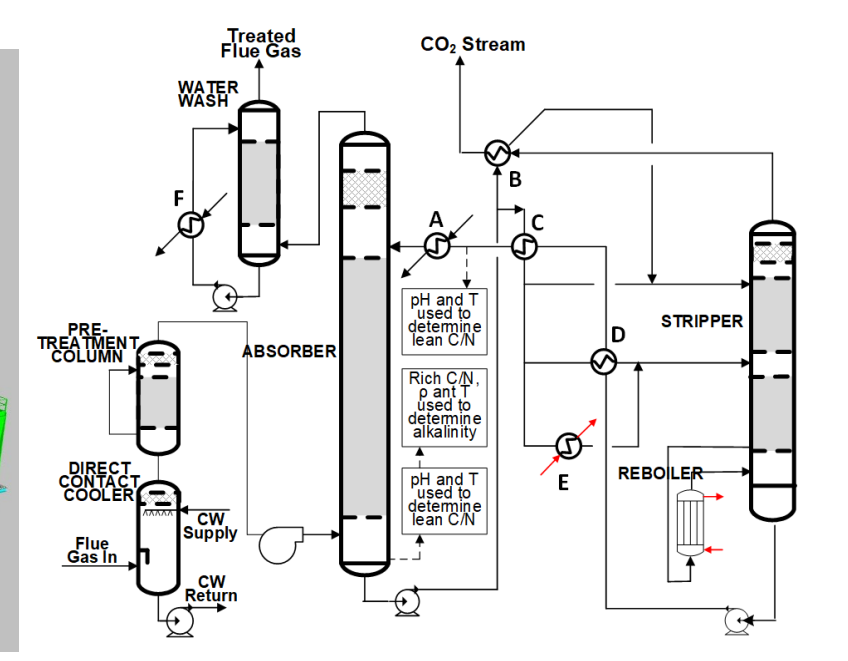 Treated
Flue Gas
CO₂ Stream
WATER
WASH
B
F
A
C
pH and T
used to
determine
lean C/N
STRIPPER
PRE-
TREATMENT
COLUMN
ABSORBER
D
Rich C/N,
ρ ant T
used to
determine
alkalinity
DIRECT
CONTACT
COOLER
pH and T
used to
determine
lean C/N
E
REBOILER
CW
Supply
Flue
Gas In
CW
Return